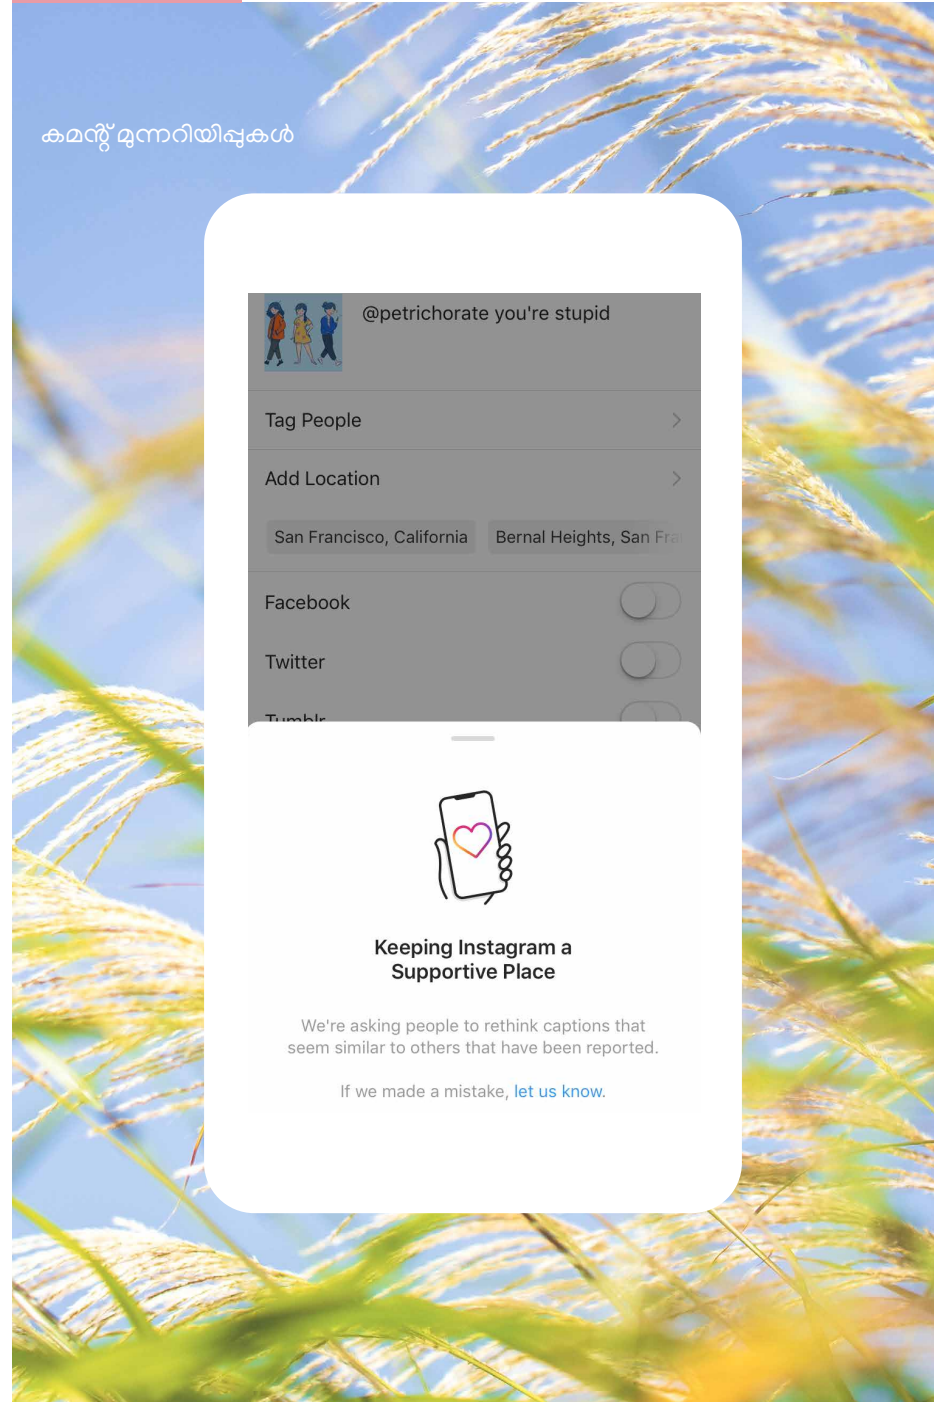 കമന്റ് മുന്നറിയിപ്പുകൾ
@petrichorate you're stupid
Tag People
Add Location
San Francisco, California
Bernal Heights, San Fra
Facebook
Twitter
Tumblr
Keeping Instagram a
Supportive Place
We're asking people to rethink captions that
seem similar to others that have been reported.
If we made a mistake, let us know.